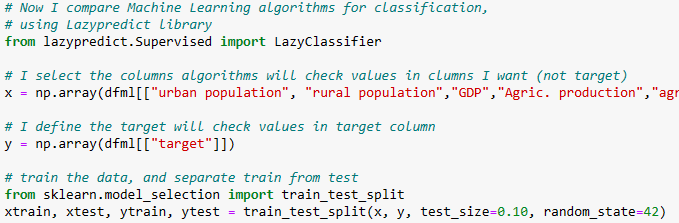 # Now I compare Machine Learning algorithms for classification,
# using Lazypredict library
from lazypredict.Supervised import LazyClassifier
# I select the columns algorithms will check values in clumns I want (not target)
x = np.array(dfml[["urban population", "rural population","GDP","Agric. production","agr
# I define the target will check values in target column
y = np.array(dfml[["target"]])
# train the data, and separate train from test
from sklearn.model_selection import train_test_split
xtrain, xtest, ytrain, ytest = train_test_split(x, y, test_size=0.10, random_state=42)